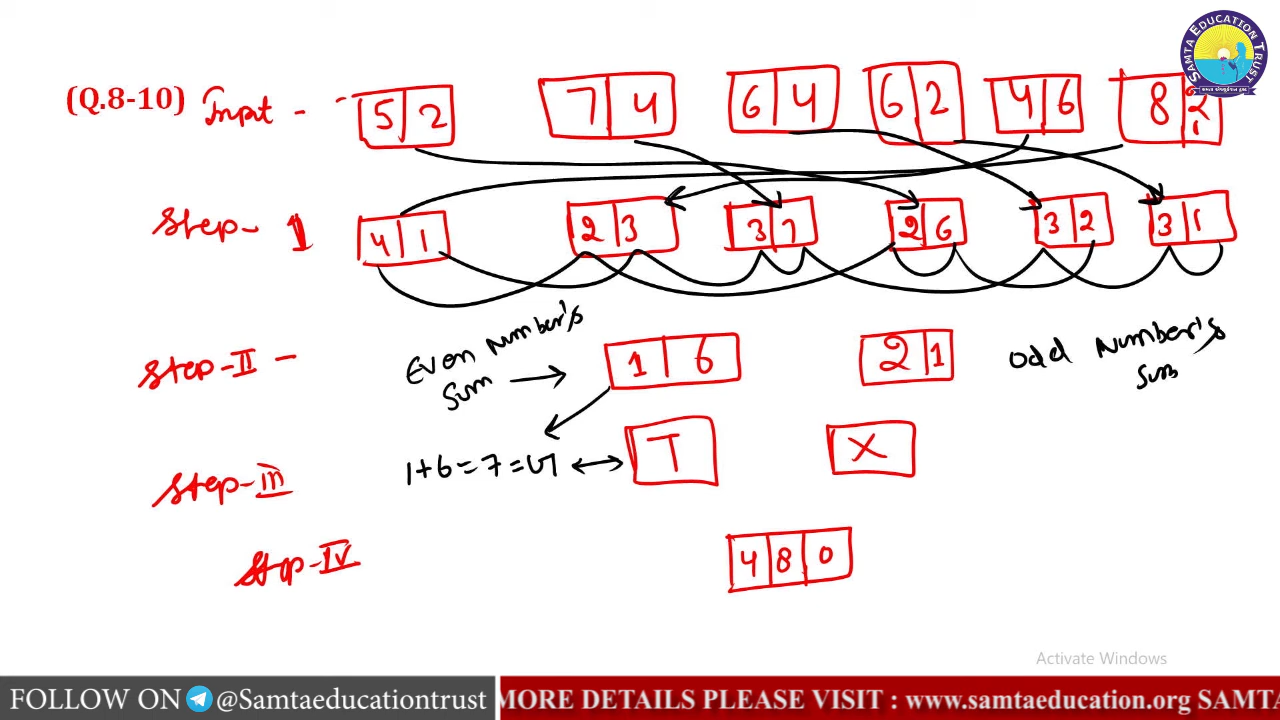 SAMTA EDUCATION TRUST
(Q.8-10) Input - 5 2 7 4 6 4 6 2 4 6 8 2
Step- 1 4 1 2 3 3 7 2 6 3 2 3 1
Step-II - Even Number's Sum 1 6 2 1 Odd Number's Sum
Step-III 1+6=7= T X
Step-IV 4 8 0
Activate Windows
FOLLOW ON @Samtaeducationtrust MORE DETAILS PLEASE VISIT : www.samtaeducation.org SAMTA